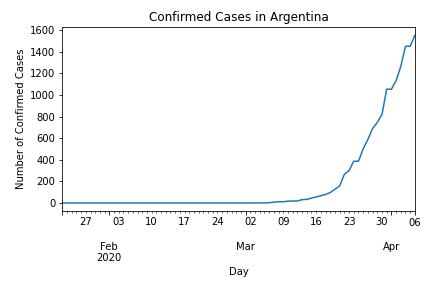 Confirmed Cases in Argentina
Number of Confirmed Cases
1600
1400
1200
1000
800
600
400
200
0
27 03 10 17 24 02 09 16 23 30 06
Feb Mar Apr
2020
Day